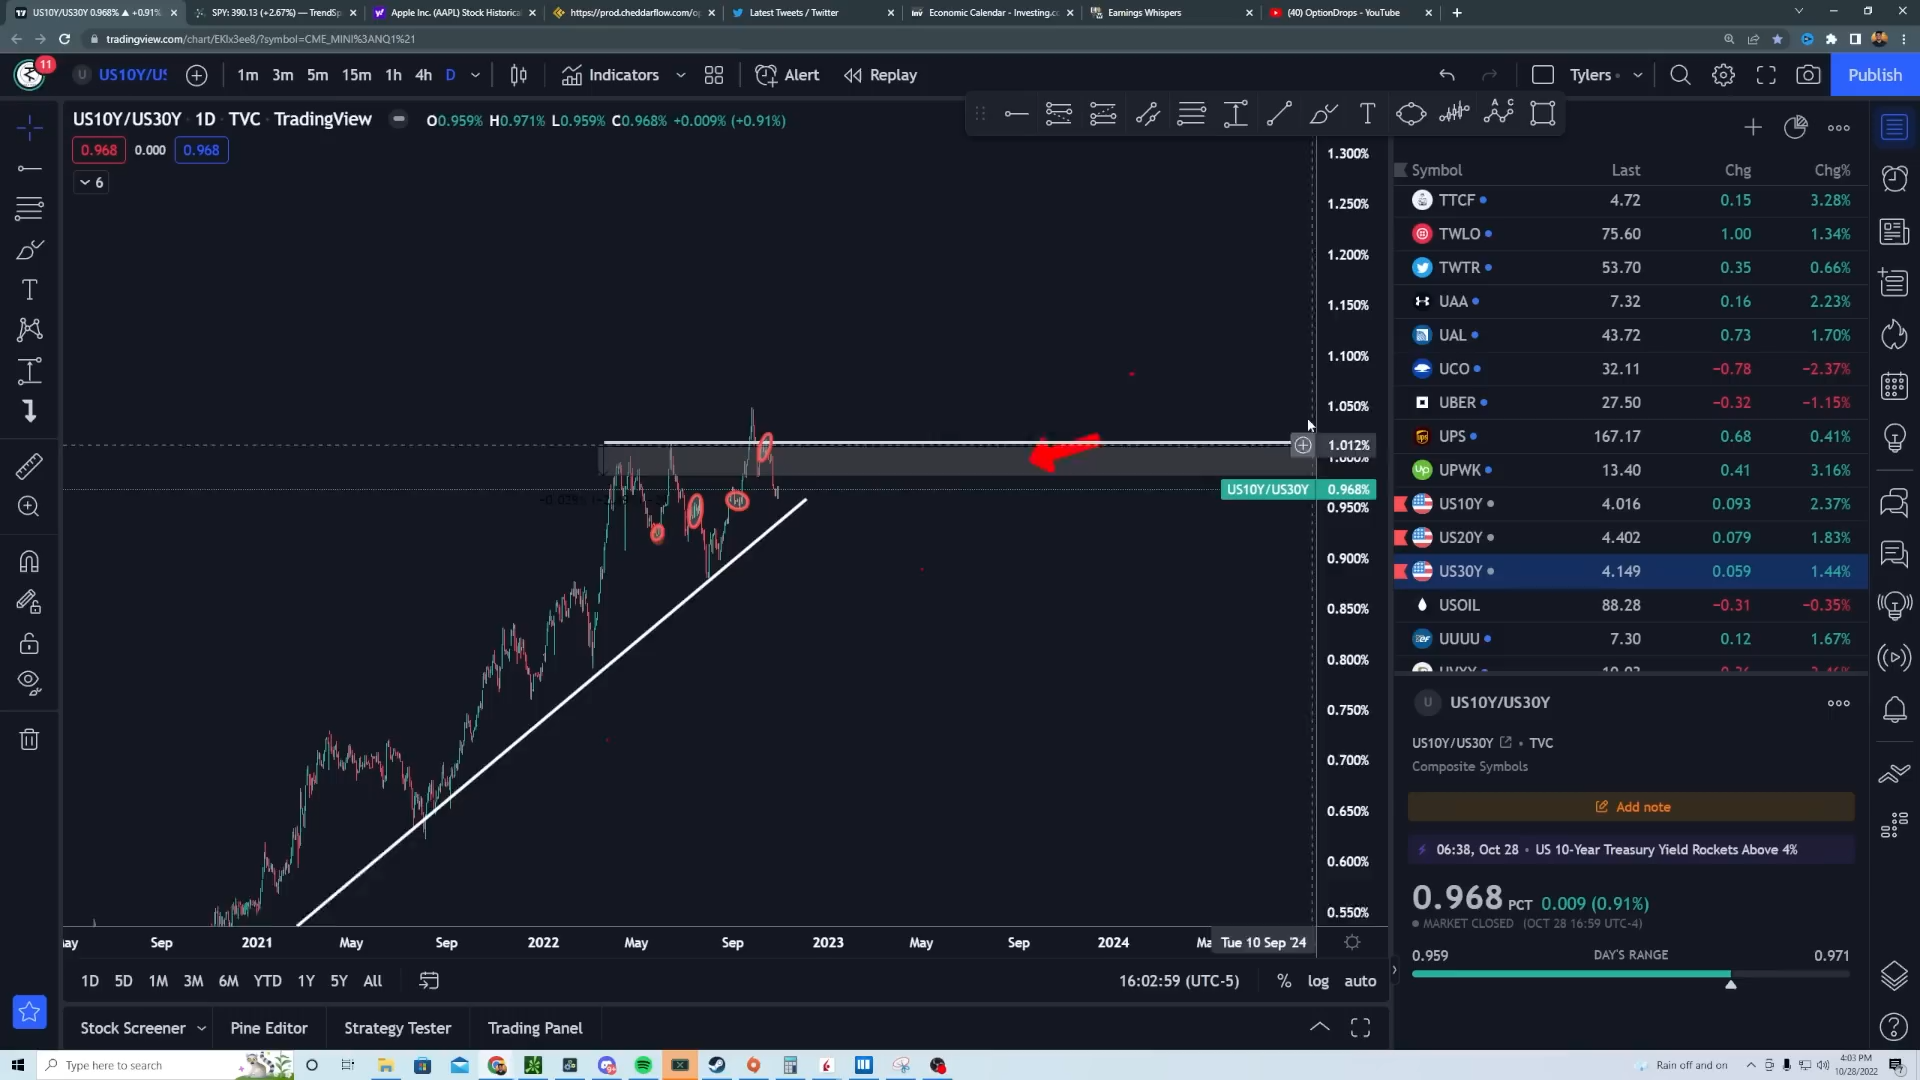 US10Y/US30Y 0.968% ▲ +0.91%
SPY: 390.13 (+2.67%) — TrendSp
Apple Inc. (AAPL) Stock Historica
https://prod.cheddarflow.com/o
Latest Tweets / Twitter
Economic Calendar - Investing.c
Earnings Whispers
(40) OptionDrops - YouTube
tradingview.com/chart/EKlx3ee8/?symbol=CME_MINI%3ANQ1%21
11
US10Y/US
1m 3m 5m 15m 1h 4h D
Indicators
Alert
Replay
Tylers
Publish
US10Y/US30Y · 1D · TVC · TradingView
O0.959% H0.971% L0.959% C0.968% +0.009% (+0.91%)
0.968 0.000 0.968
6
1.300%
1.250%
1.200%
1.150%
1.100%
1.050%
1.012%
1.000%
US10Y/US30Y 0.968%
0.950%
0.900%
0.850%
0.800%
0.750%
0.700%
0.650%
0.600%
0.550%
ay Sep 2021 May Sep 2022 May Sep 2023 May Sep 2024 Ma Tue 10 Sep '24
1D 5D 1M 3M 6M YTD 1Y 5Y All
16:02:59 (UTC-5) % log auto
Stock Screener Pine Editor Strategy Tester Trading Panel
Symbol Last Chg Chg%
TTCF 4.72 0.15 3.28%
TWLO 75.60 1.00 1.34%
TWTR 53.70 0.35 0.66%
UAA 7.32 0.16 2.23%
UAL 43.72 0.73 1.70%
UCO 32.11 −0.78 −2.37%
UBER 27.50 −0.32 −1.15%
UPS 167.17 0.68 0.41%
UPWK 13.40 0.41 3.16%
US10Y 4.016 0.093 2.37%
US20Y 4.402 0.079 1.83%
US30Y 4.149 0.059 1.44%
USOIL 88.28 −0.31 −0.35%
UUUU 7.30 0.12 1.67%
US10Y/US30Y
US10Y/US30Y • TVC
Composite Symbols
Add note
06:38, Oct 28 • US 10-Year Treasury Yield Rockets Above 4%
0.968 PCT 0.009 (0.91%)
MARKET CLOSED (OCT 28 16:59 UTC-4)
0.959 DAY'S RANGE 0.971
Type here to search
Rain off and on
4:03 PM
10/28/2022